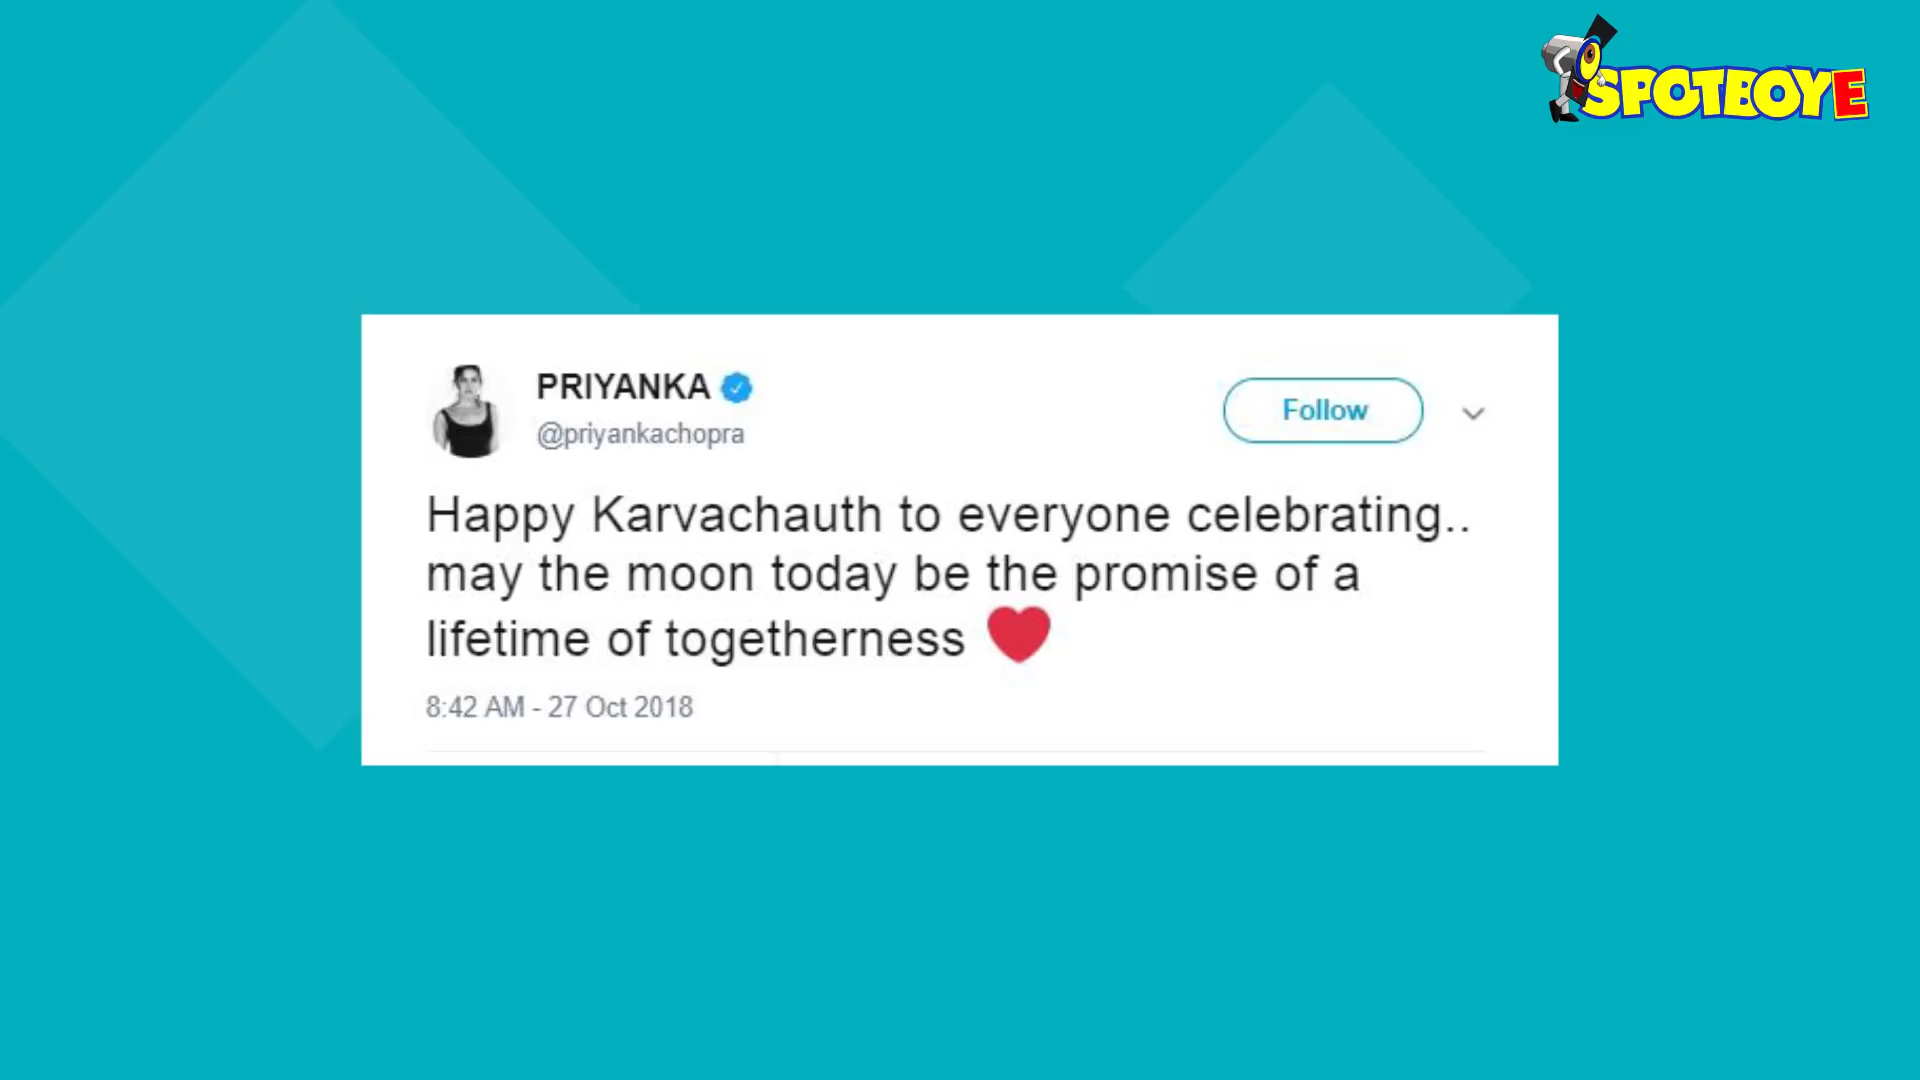 SPOTBOYE
PRIYANKA
@priyankachopra
Follow
Happy Karvachauth to everyone celebrating..
may the moon today be the promise of a
lifetime of togetherness ❤
8:42 AM - 27 Oct 2018